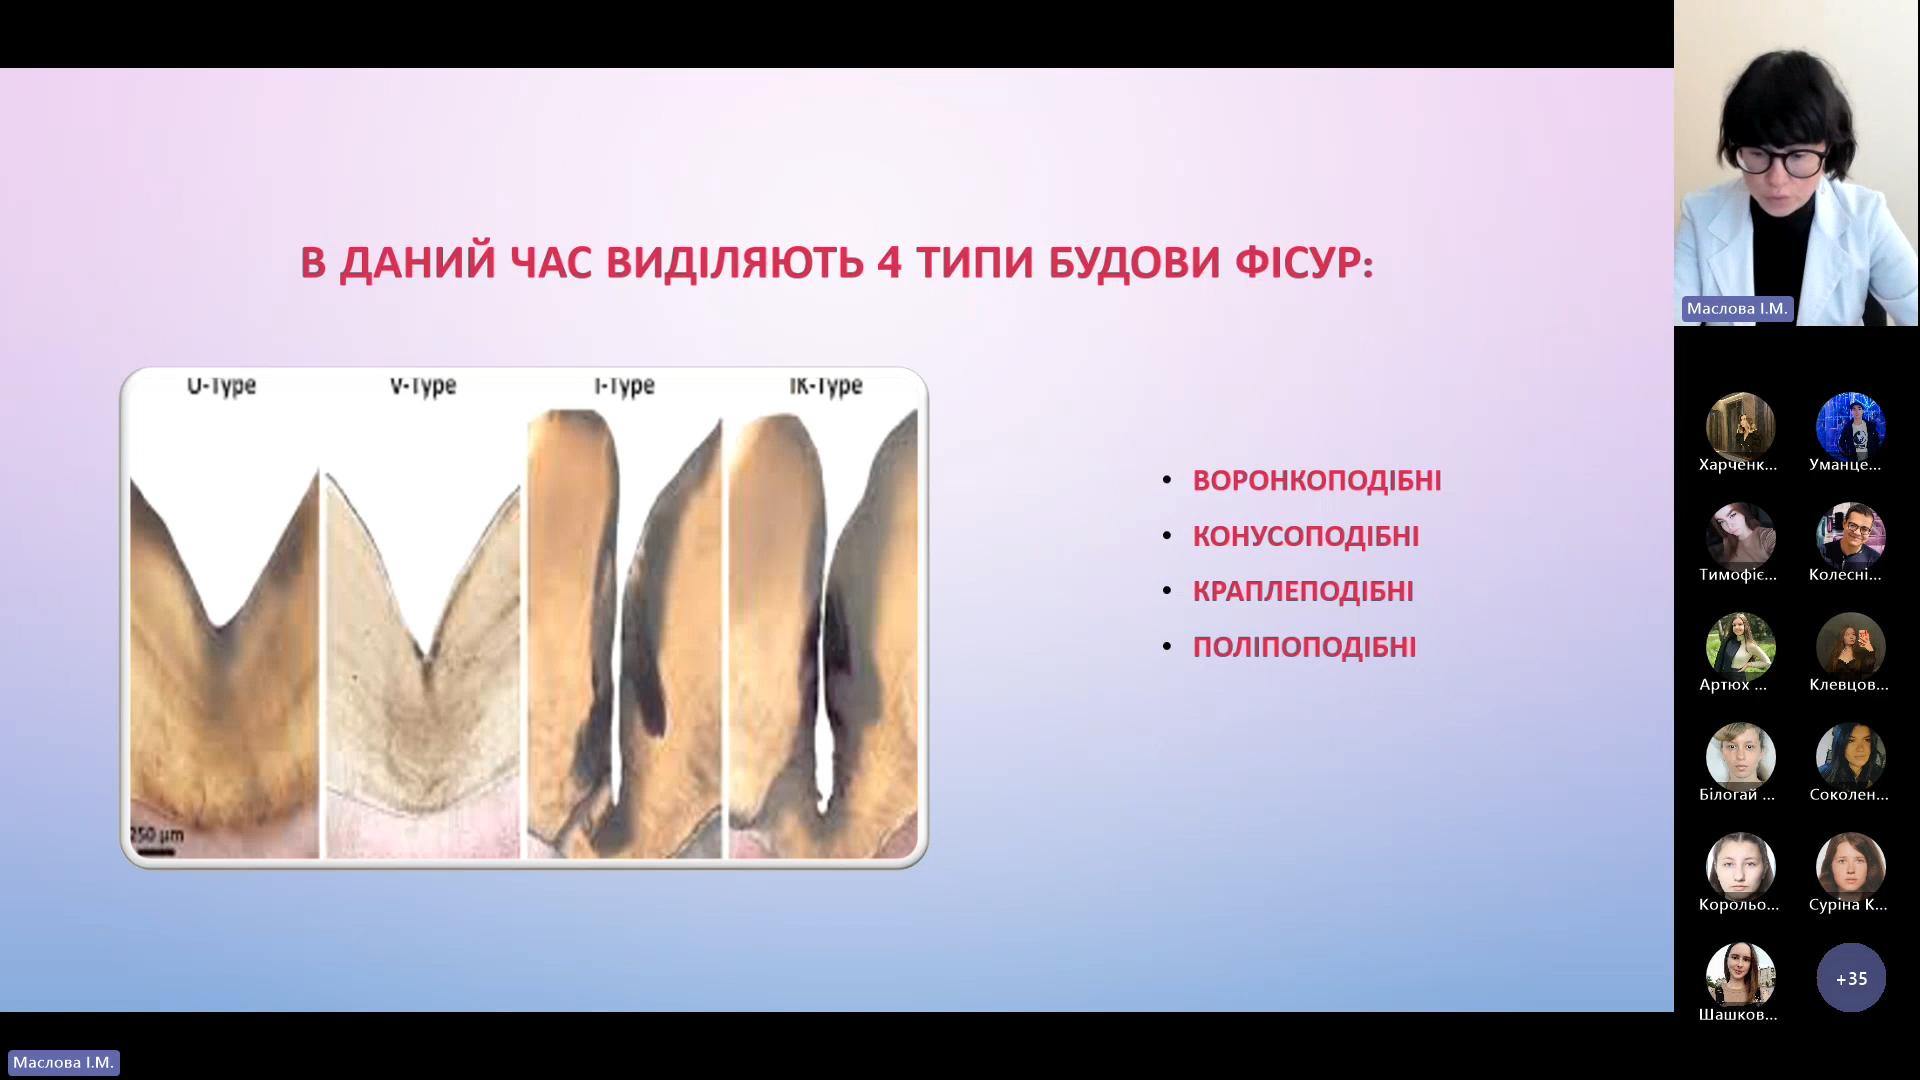 В ДАНИЙ ЧАС ВИДІЛЯЮТЬ 4 ТИПИ БУДОВИ ФІСУР:
U-Type V-Type I-Type IK-Type
250 µm
• ВОРОНКОПОДІБНІ
• КОНУСОПОДІБНІ
• КРАПЛЕПОДІБНІ
• ПОЛІПОПОДІБНІ
Маслова І.М.
Харченк... Уманце...
Тимофіє... Колесні...
Артюх ... Клевцов...
Білогай ... Соколен...
Корольо... Суріна К...
+35
Шашков...
Маслова І.М.